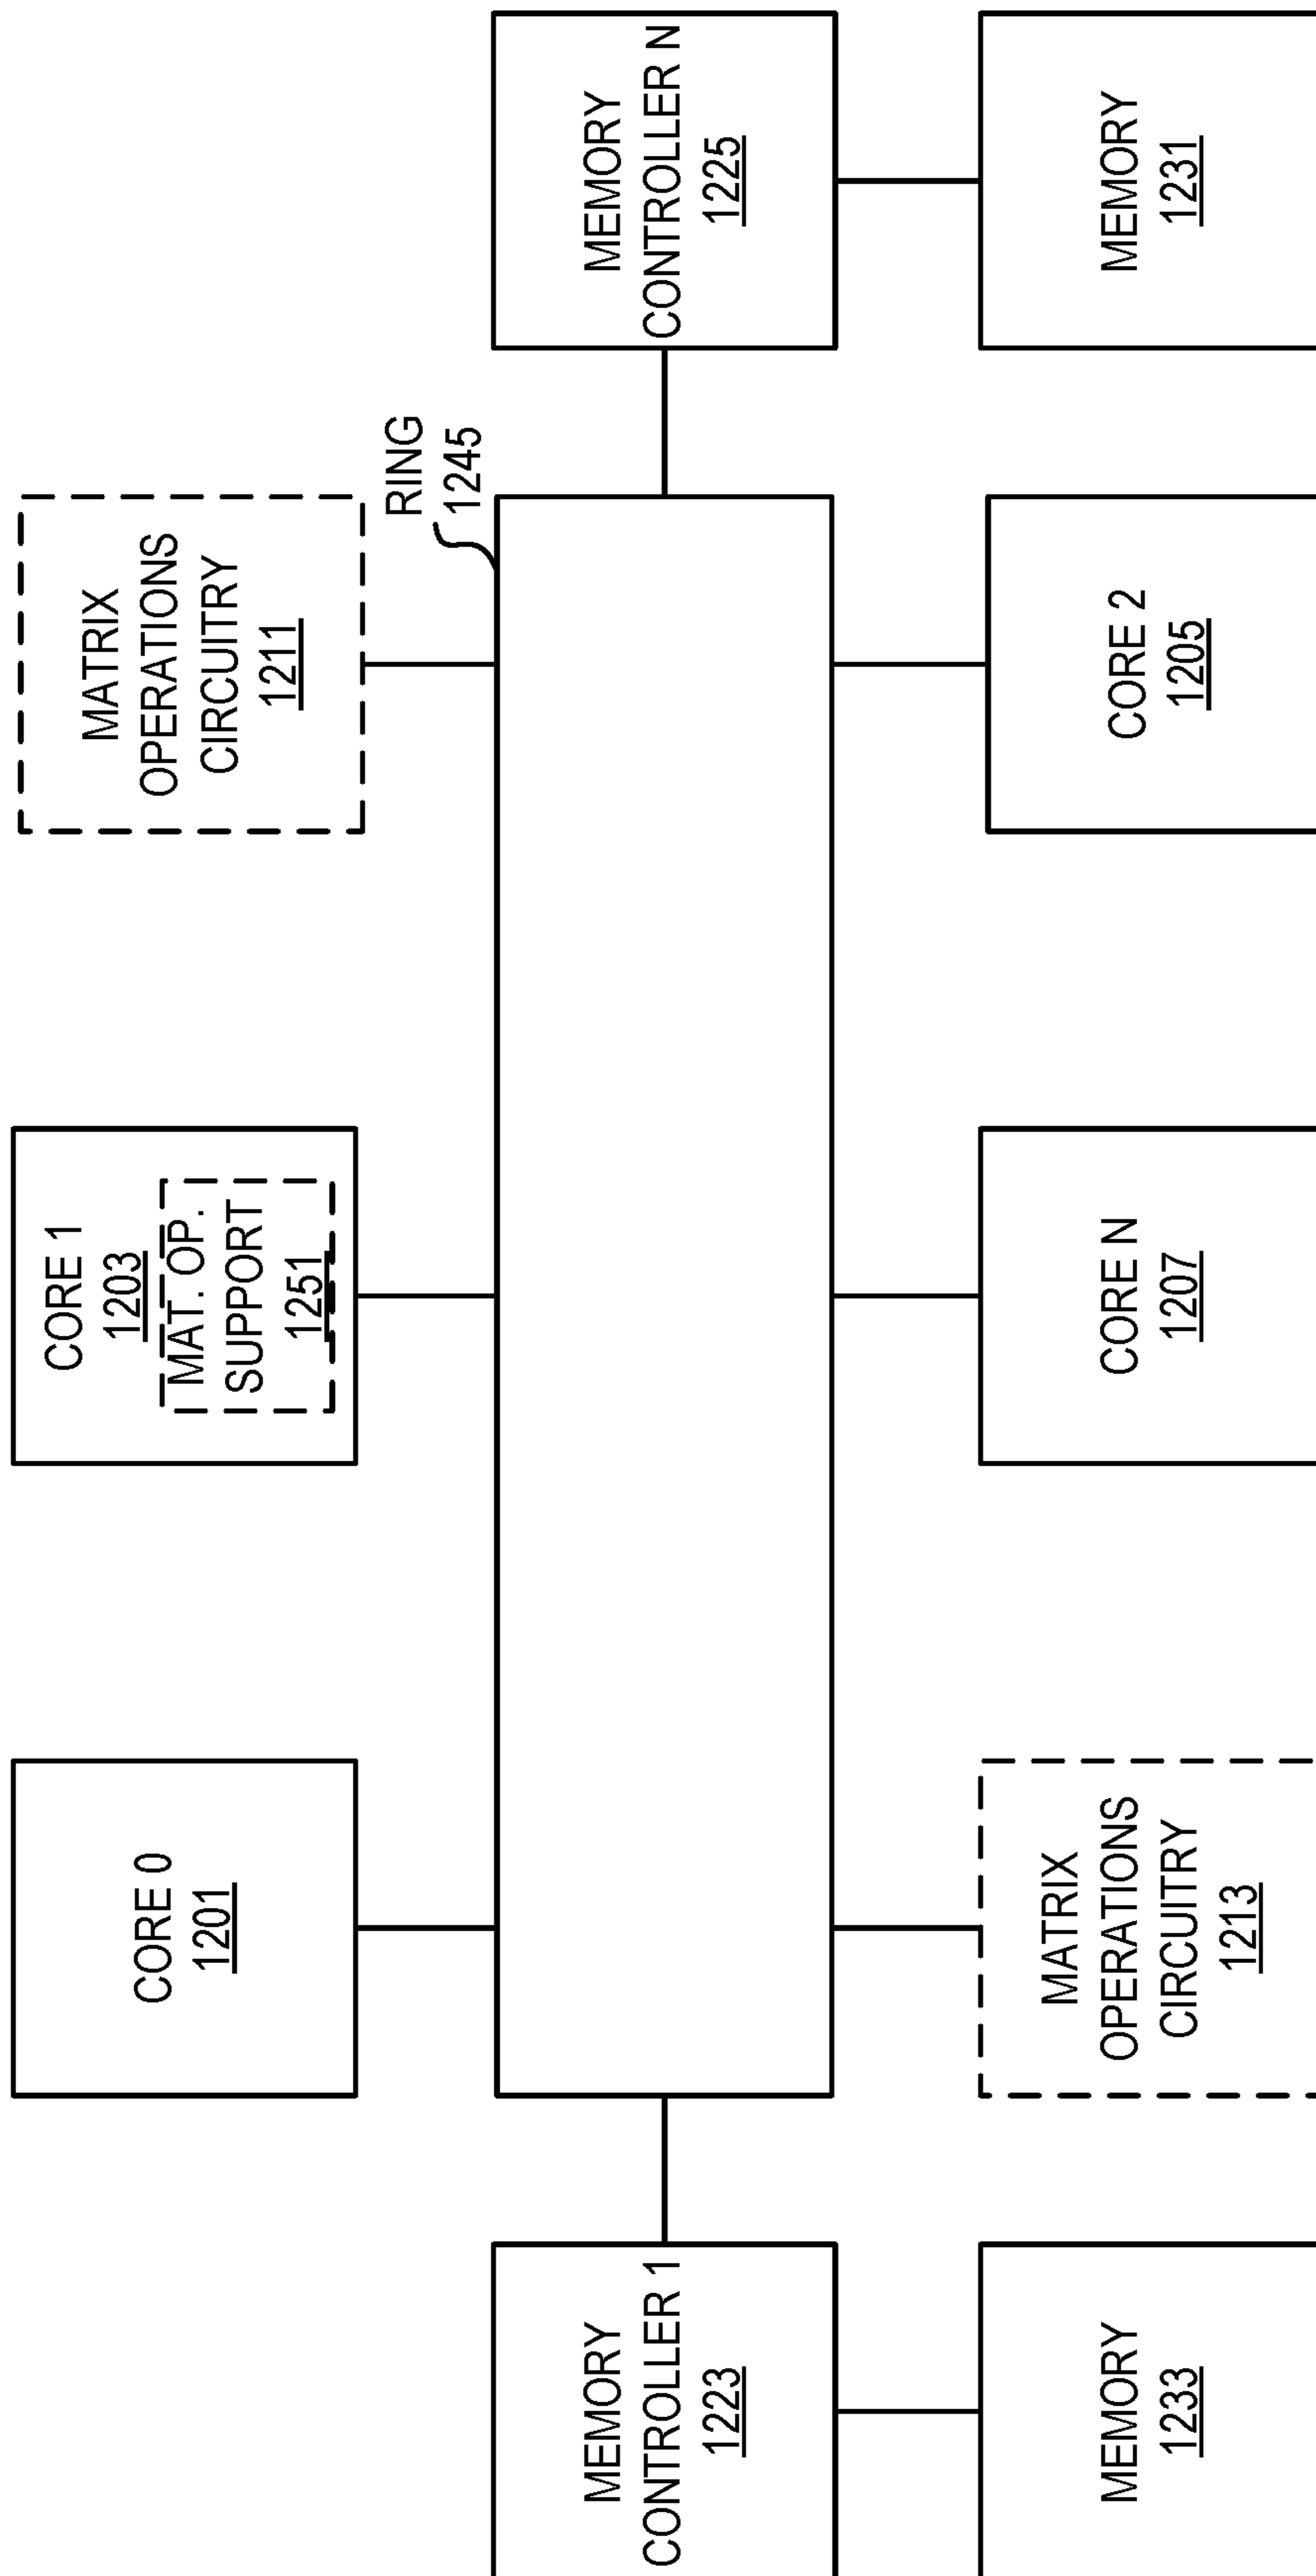 CORE 0
1201
CORE 1
1203
MAT. OP.
SUPPORT
1251
MATRIX
OPERATIONS
CIRCUITRY
1211
RING
1245
MEMORY
CONTROLLER 1
1223
MEMORY
CONTROLLER N
1225
MEMORY
1233
MATRIX
OPERATIONS
CIRCUITRY
1213
CORE N
1207
CORE 2
1205
MEMORY
1231